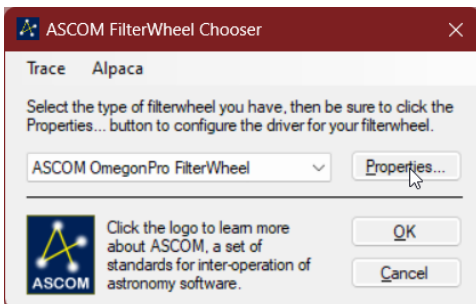 ASCOM FilterWheel Chooser
Trace Alpaca
Select the type of filterwheel you have, then be sure to click the
Properties... button to configure the driver for your filterwheel.
ASCOM OmegonPro FilterWheel
Properties...
Click the logo to learn more
about ASCOM, a set of
standards for inter-operation of
astronomy software.
ASCOM
OK
Cancel